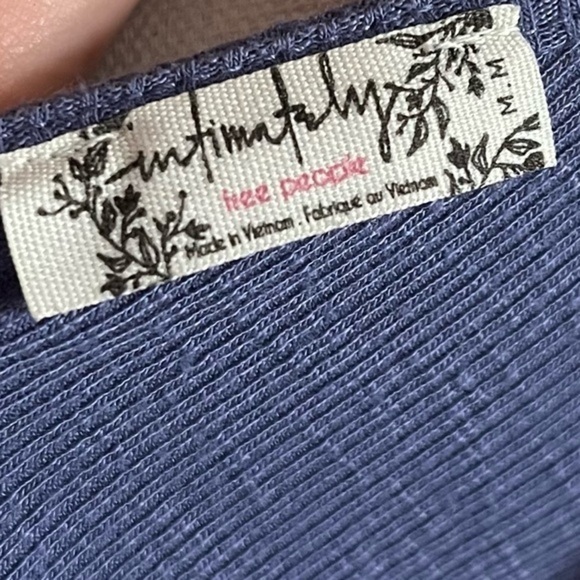 intimately
free people
Made in Vietnam . Fabriqué au Vietnam
M . M